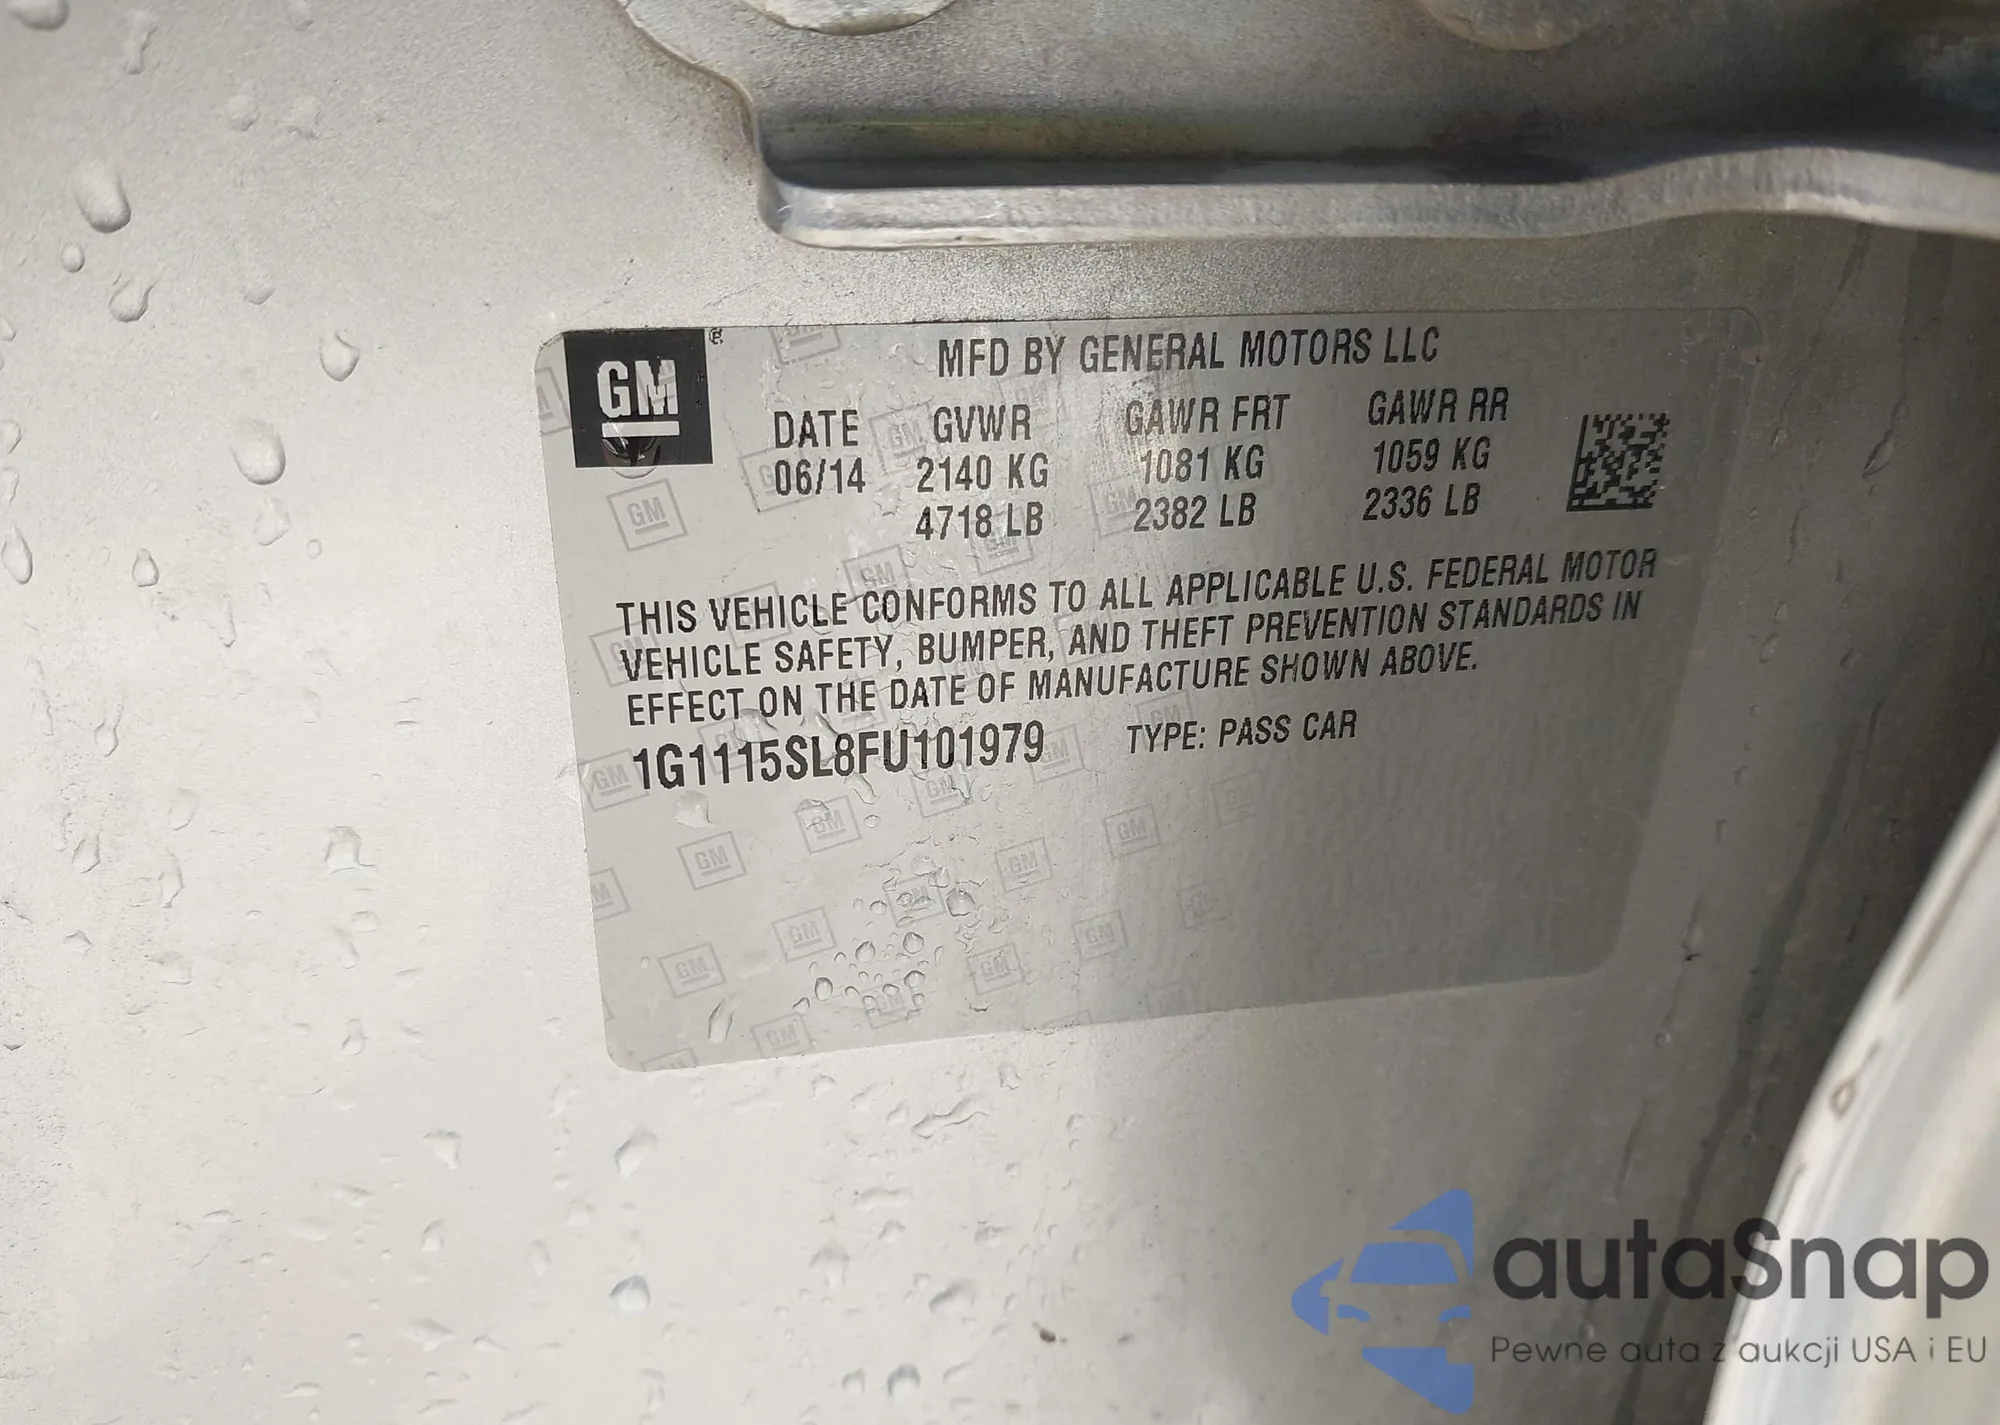 GM
MFD BY GENERAL MOTORS LLC
DATE GVWR GAWR FRT GAWR RR
06/14 2140 KG 1081 KG 1059 KG
4718 LB 2382 LB 2336 LB
THIS VEHICLE CONFORMS TO ALL APPLICABLE U.S. FEDERAL MOTOR
VEHICLE SAFETY, BUMPER, AND THEFT PREVENTION STANDARDS IN
EFFECT ON THE DATE OF MANUFACTURE SHOWN ABOVE.
1G1115SL8FU101979 TYPE: PASS CAR
autaSnap
Pewne auta z aukcji USA i EU